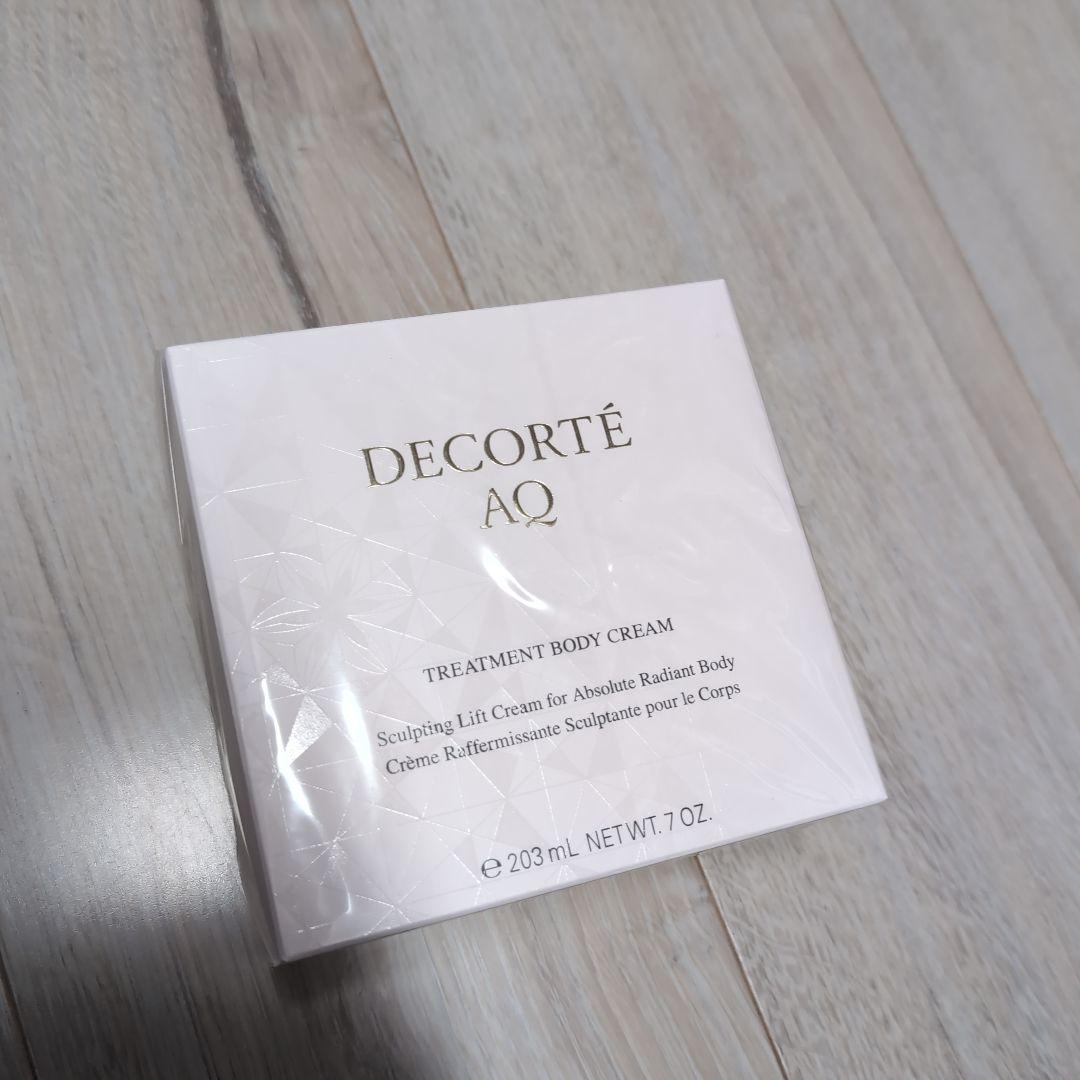 DECORTÉ
AQ
TREATMENT BODY CREAM
Sculpting Lift Cream for Absolute Radiant Body
Crème Raffermissante Sculptante pour le Corps
℮ 203 mL NET WT. 7 OZ.